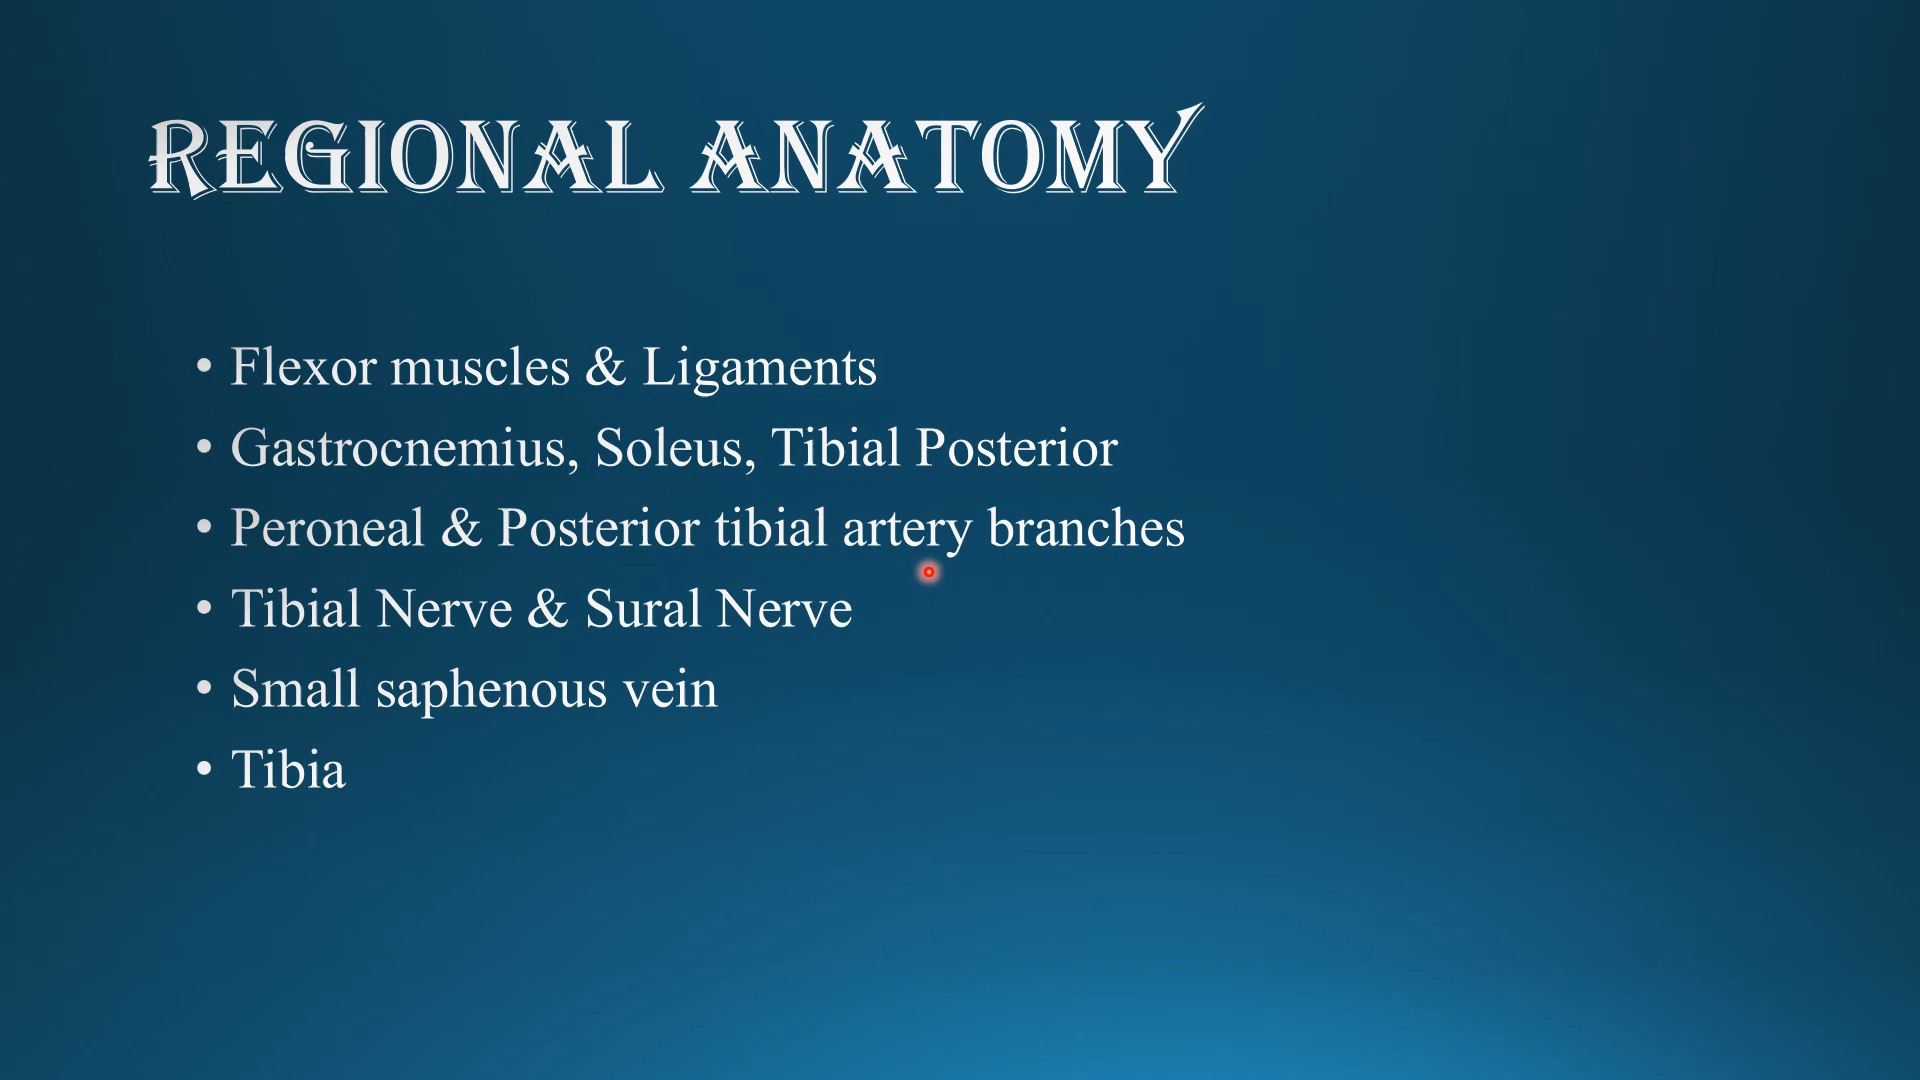 REGIONAL ANATOMY
• Flexor muscles & Ligaments
• Gastrocnemius, Soleus, Tibial Posterior
• Peroneal & Posterior tibial artery branches
• Tibial Nerve & Sural Nerve
• Small saphenous vein
• Tibia